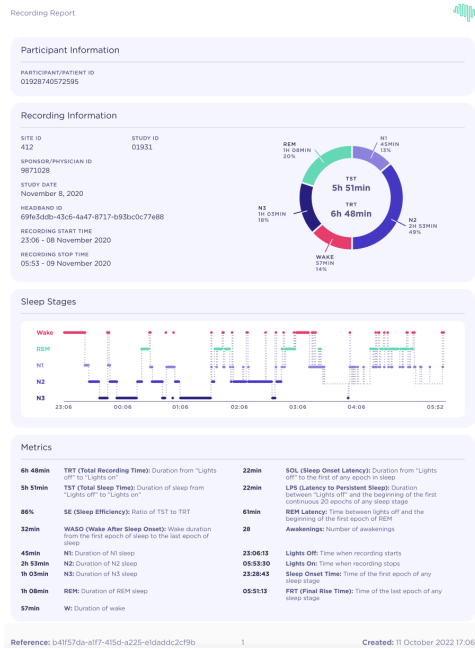 Recording Report
Participant Information
PARTICIPANT/PATIENT ID
01928740572595
Recording Information
SITE ID
412
STUDY ID
01931
SPONSOR/PHYSICIAN ID
9871028
STUDY DATE
November 8, 2020
HEADBAND ID
69fe3ddb-43c6-4a47-8717-b93bc0c77e88
RECORDING START TIME
23:06 - 08 November 2020
RECORDING STOP TIME
05:53 - 09 November 2020
REM
1H 08MIN
20%
N1
45MIN
13%
TST
5h 51min
TRT
6h 48min
N3
1H 03MIN
18%
N2
2H 53MIN
49%
WAKE
57MIN
14%
Sleep Stages
Wake
REM
N1
N2
N3
23:06 00:06 01:06 02:06 03:06 04:06 05:52
Metrics
6h 48min TRT (Total Recording Time): Duration from "Lights
off" to "Lights on"
5h 51min TST (Total Sleep Time): Duration of sleep from
"Lights off" to "Lights on"
86% SE (Sleep Efficiency): Ratio of TST to TRT
32min WASO (Wake After Sleep Onset): Wake duration
from the first epoch of sleep to the last epoch of
sleep
45min N1: Duration of N1 sleep
2h 53min N2: Duration of N2 sleep
1h 03min N3: Duration of N3 sleep
1h 08min REM: Duration of REM sleep
57min W: Duration of wake
22min SOL (Sleep Onset Latency): Duration from "Lights
off" to the first of any epoch in sleep
22min LPS (Latency to Persistent Sleep): Duration
between "Lights off" and the beginning of the first
continuous 20 epochs of any sleep stage
61min REM Latency: Time between lights off and the
beginning of the first epoch of REM
28 Awakenings: Number of awakenings
23:06:13 Lights Off: Time when recording starts
05:53:30 Lights On: Time when recording stops
23:28:43 Sleep Onset Time: Time of the first epoch of any
sleep stage
05:51:13 FRT (Final Rise Time): Time of the last epoch of any
sleep stage
Reference: b41f57da-a1f7-415d-a225-e1daddc2cf9b 1 Created: 11 October 2022 17:06